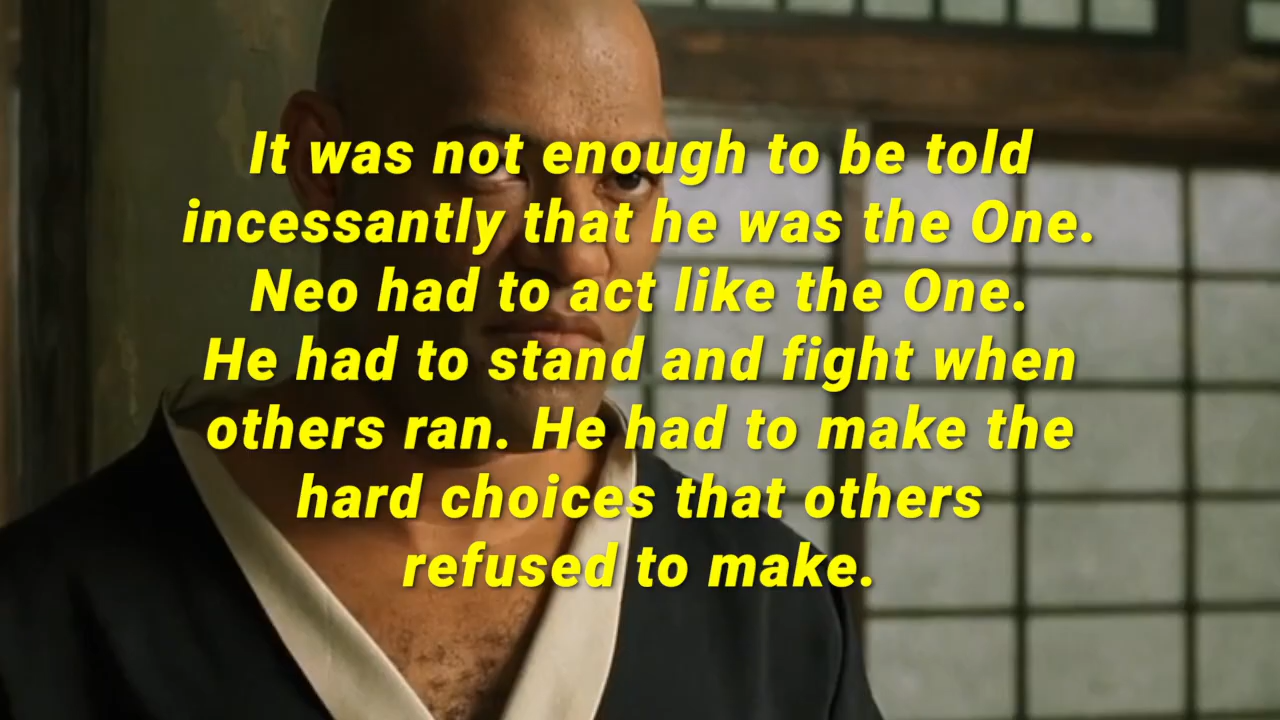 It was not enough to be told
incessantly that he was the One.
Neo had to act like the One.
He had to stand and fight when
others ran. He had to make the
hard choices that others
refused to make.